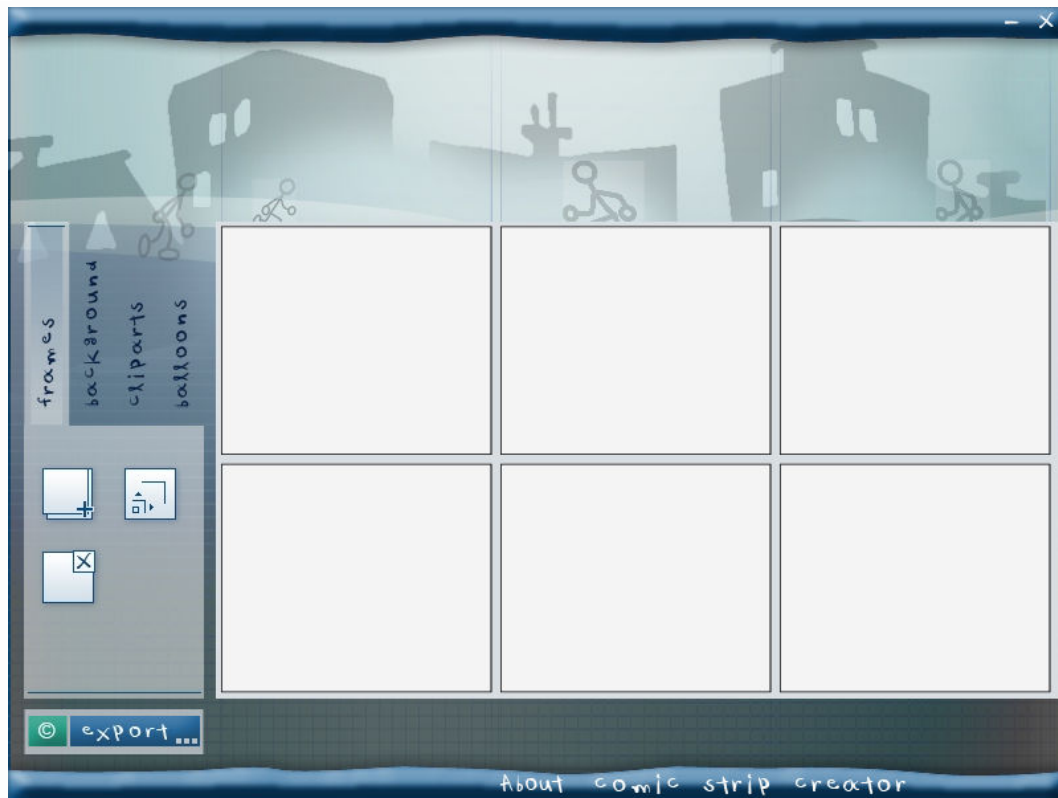 frames
background
cliparts
balloons
© export...
About comic strip creator